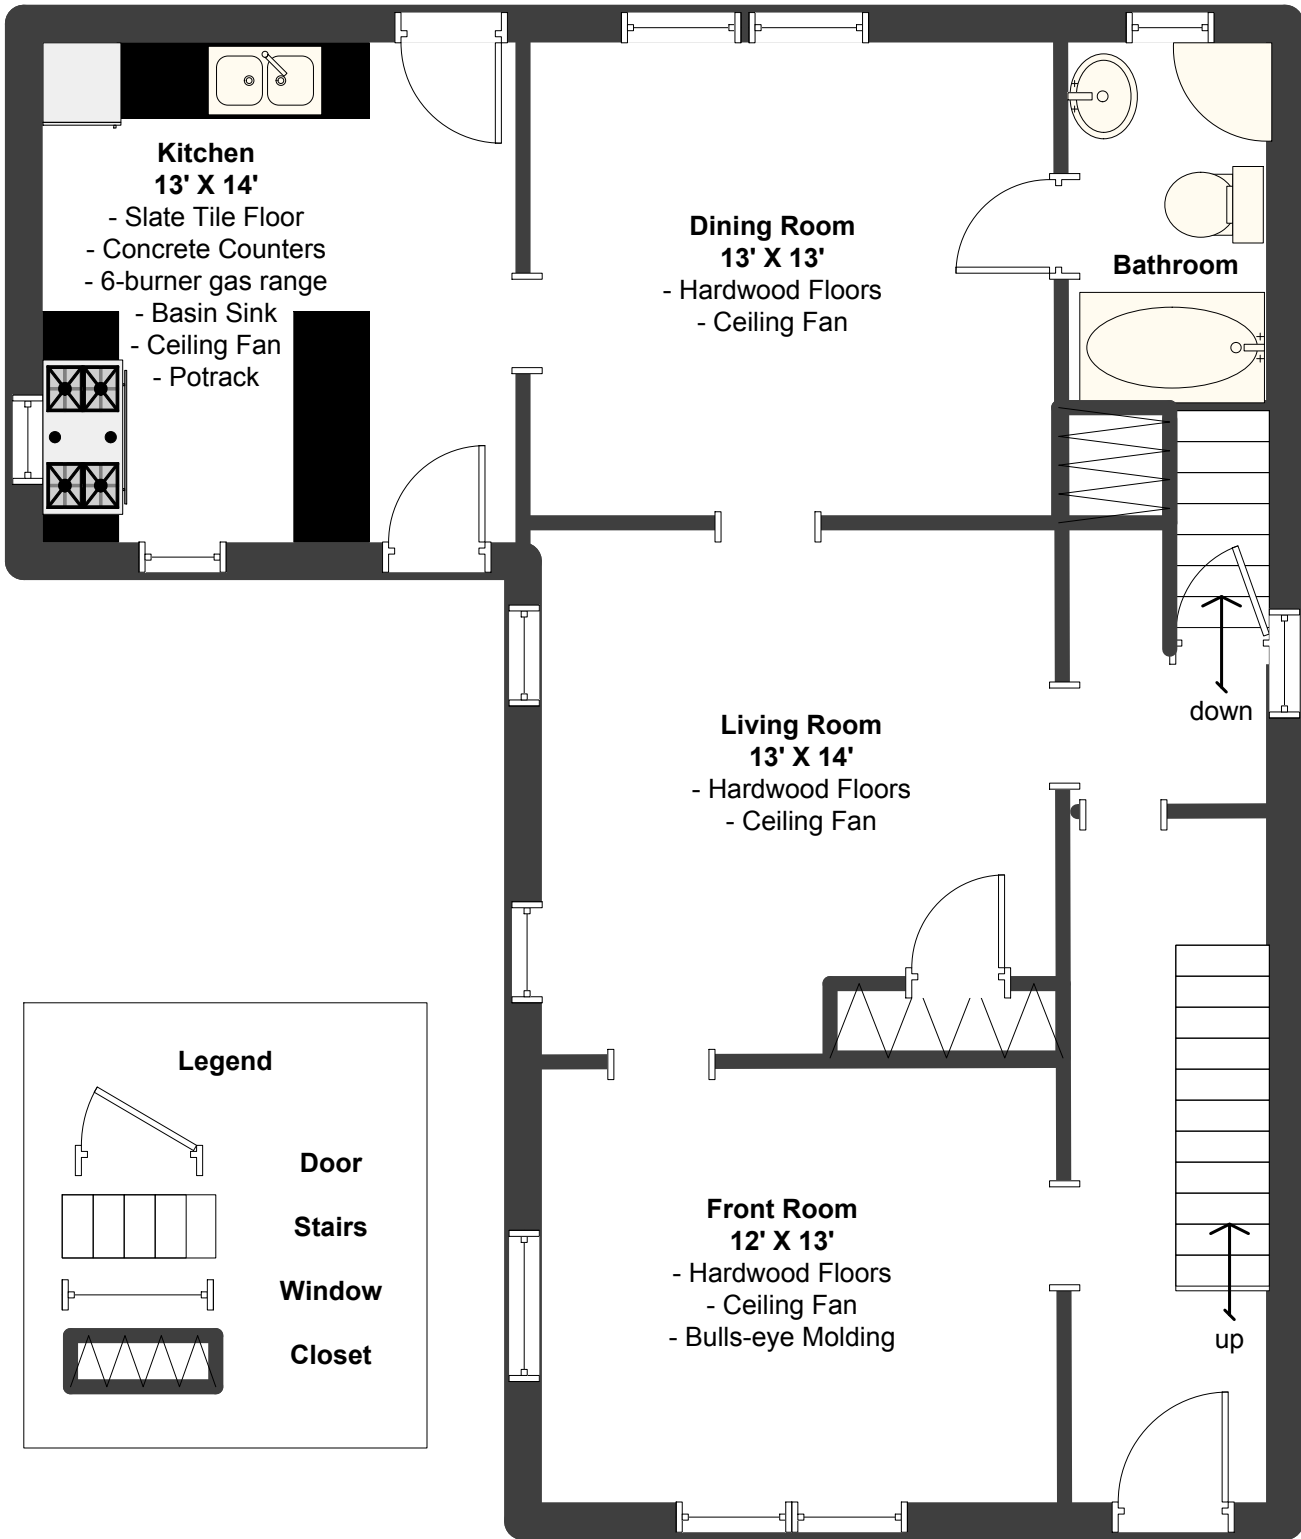 Kitchen
13' X 14'
- Slate Tile Floor
- Concrete Counters
- 6-burner gas range
- Basin Sink
- Ceiling Fan
- Potrack
Dining Room
13' X 13'
- Hardwood Floors
- Ceiling Fan
Bathroom
Living Room
13' X 14'
- Hardwood Floors
- Ceiling Fan
down
Front Room
12' X 13'
- Hardwood Floors
- Ceiling Fan
- Bulls-eye Molding
up
Legend
Door
Stairs
Window
Closet